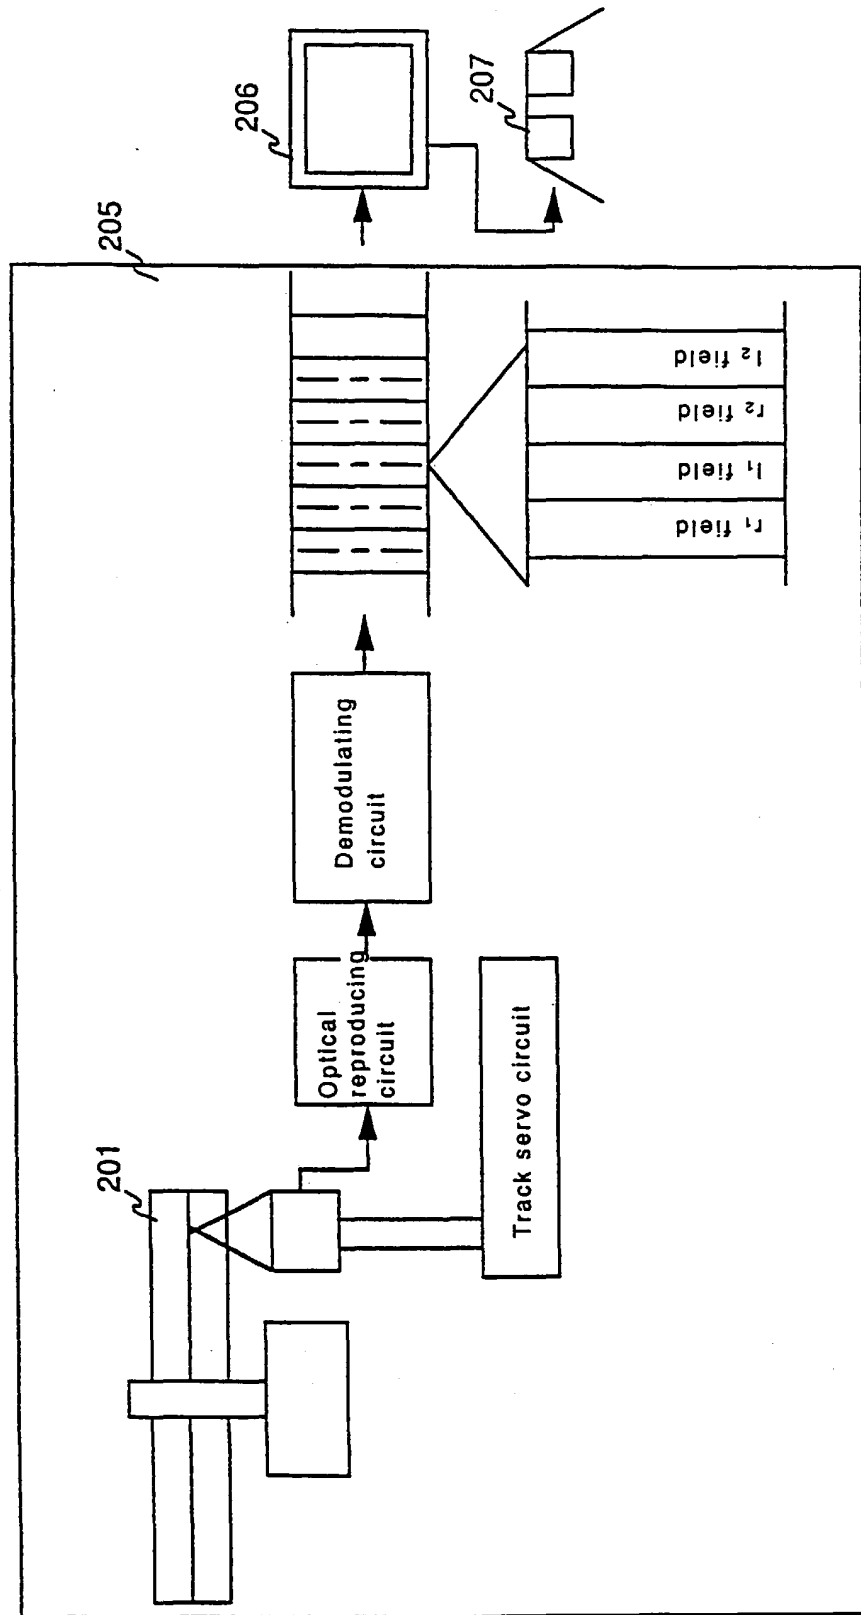 201
Optical
reproducing
circuit
Track servo circuit
Demodulating
circuit
205
r₁ field
l₁ field
r₂ field
l₂ field
206
207